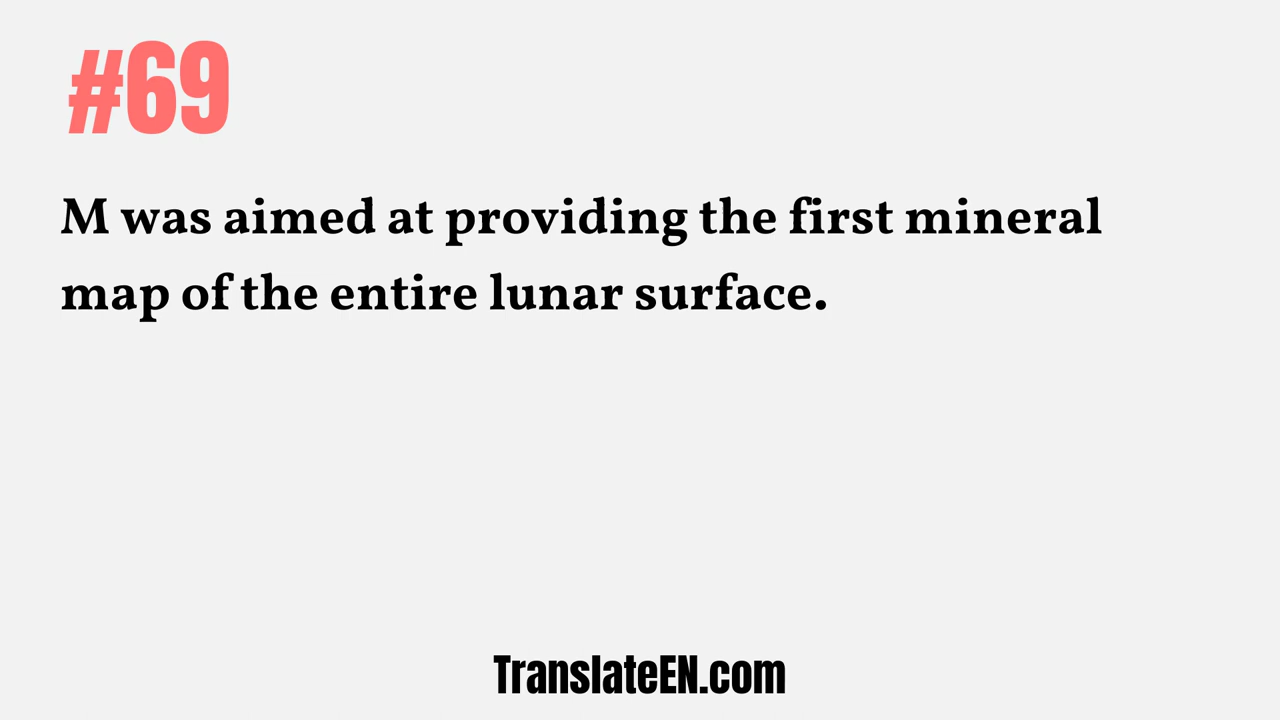 #69
M was aimed at providing the first mineral
map of the entire lunar surface.
TranslateEN.com